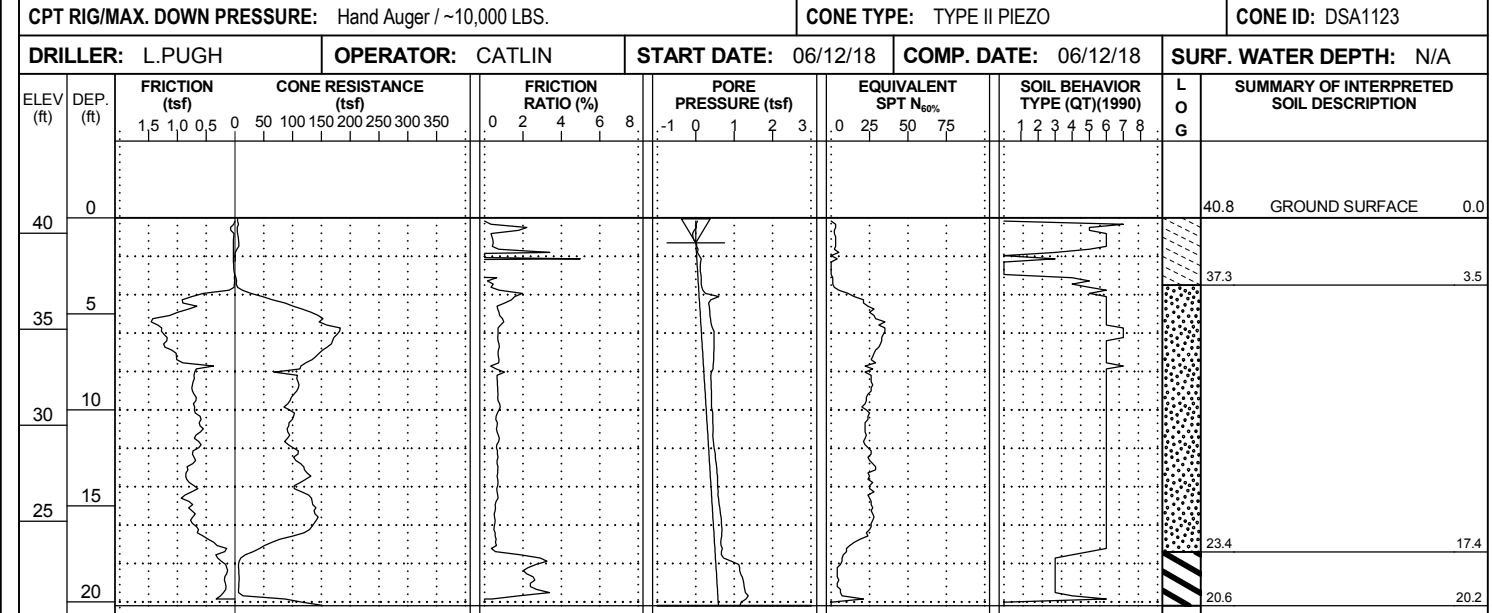 CPT RIG/MAX. DOWN PRESSURE: Hand Auger / ~10,000 LBS. CONE TYPE: TYPE II PIEZO CONE ID: DSA1123
DRILLER: L.PUGH OPERATOR: CATLIN START DATE: 06/12/18 COMP. DATE: 06/12/18 SURF. WATER DEPTH: N/A
ELEV (ft) DEP. (ft) FRICTION (tsf) CONE RESISTANCE (tsf) FRICTION RATIO (%) PORE PRESSURE (tsf) EQUIVALENT SPT N60% SOIL BEHAVIOR TYPE (QT)(1990) LOG SUMMARY OF INTERPRETED SOIL DESCRIPTION
1.5 1.0 0.5 0 50 100 150 200 250 300 350 0 2 4 6 8 -1 0 1 2 3 0 25 50 75 1 2 3 4 5 6 7 8
0 40.8 GROUND SURFACE 0.0
40
37.3 3.5
5
35
10
30
15
25
23.4 17.4
20 20.6 20.2